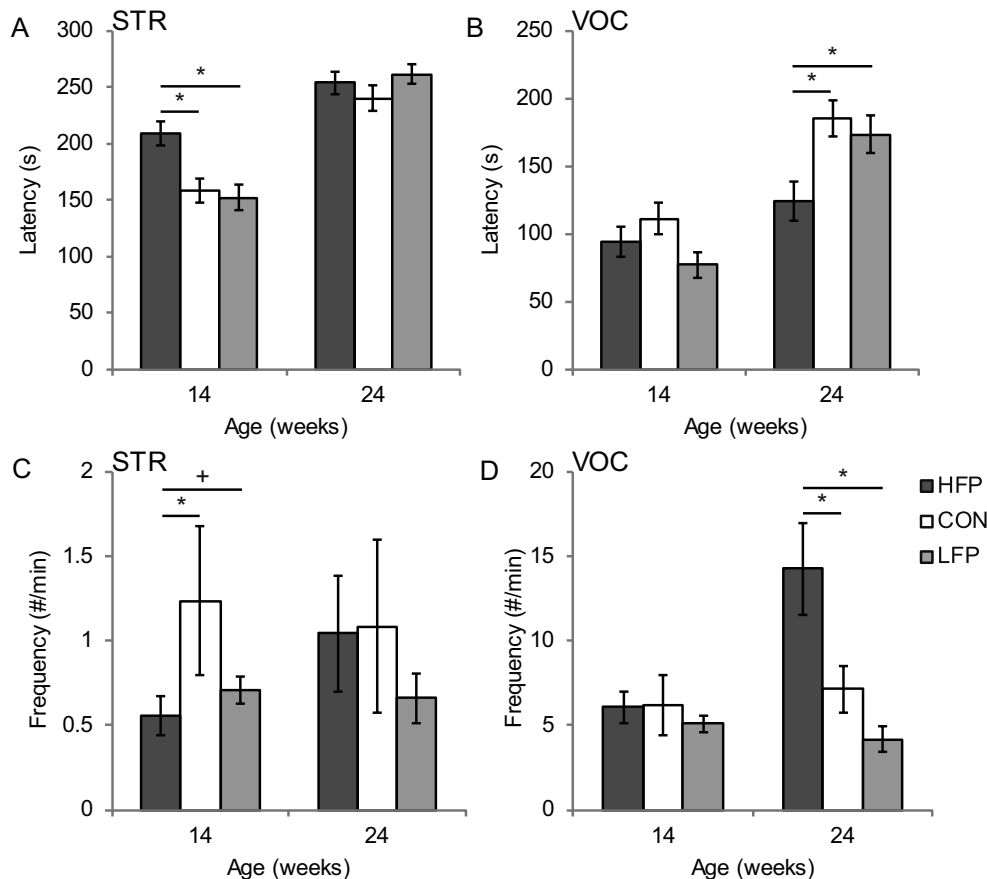 A STR
Latency (s)
300
250
200
150
100
50
0
*
*
14 24
Age (weeks)
B VOC
Latency (s)
250
200
150
100
50
0
*
*
14 24
Age (weeks)
C STR
Frequency (#/min)
2
1.5
1
0.5
0
+
*
14 24
Age (weeks)
D VOC
Frequency (#/min)
20
15
10
5
0
*
*
14 24
Age (weeks)
HFP
CON
LFP